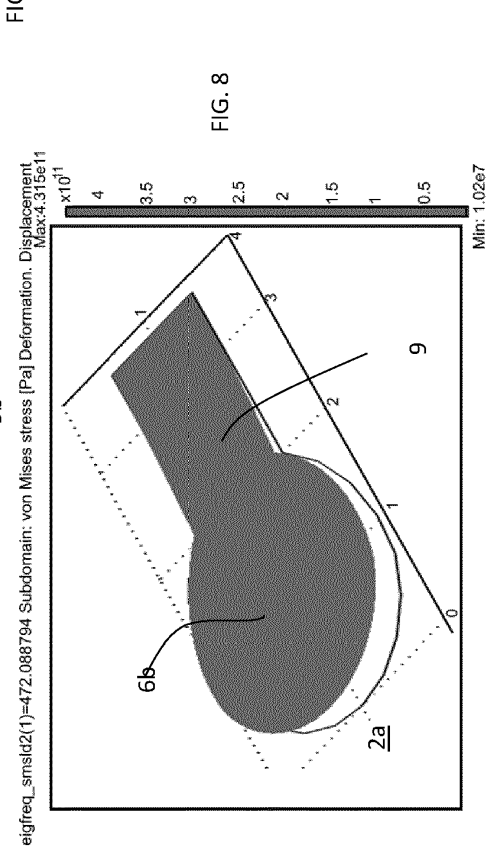 FIG. 8
eigfreq_smsld2(1)=472.088794 Subdomain: von Mises stress [Pa] Deformation. Displacement
Max:4.315e11
x10^11
4
3.5
3
2.5
2
1.5
1
0.5
Min: 1.02e7
1
4
3
2
1
0
6b
9
2a